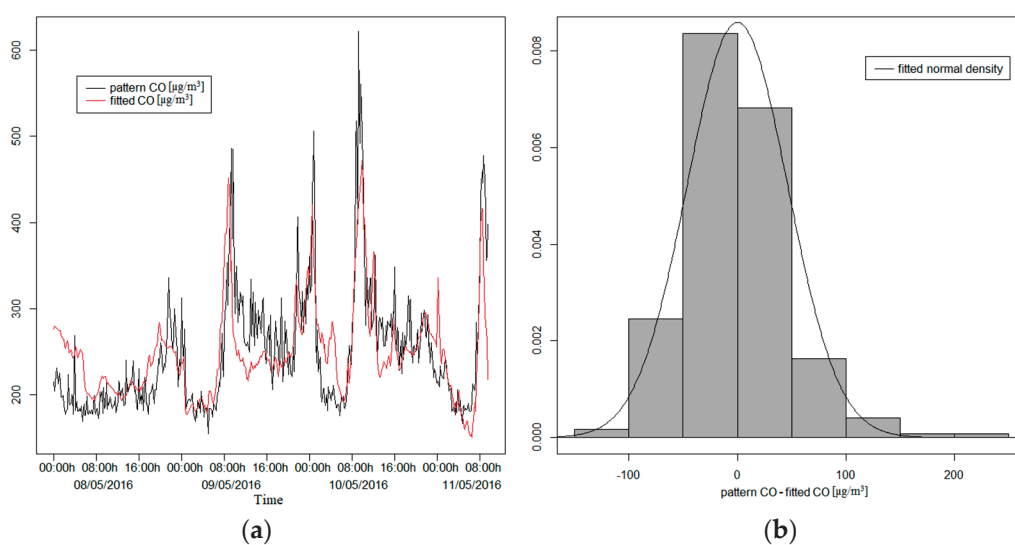 600
500
400
300
200
pattern CO [µg/m³]
fitted CO [µg/m³]
00:00h 08:00h 16:00h 00:00h 08:00h 16:00h 00:00h 08:00h 16:00h 00:00h 08:00h
08/05/2016 09/05/2016 10/05/2016 11/05/2016
Time
(a)
0.008
0.006
0.004
0.002
0.000
fitted normal density
-100 0 100 200
pattern CO-fitted CO [µg/m³]
(b)